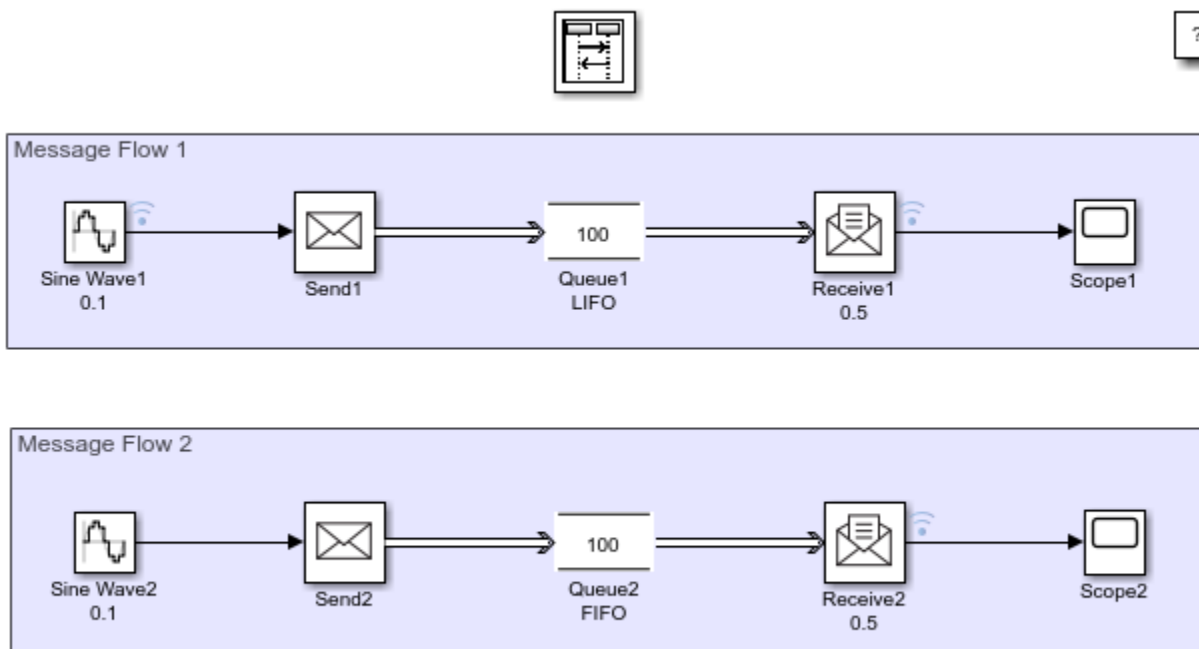 ?
Message Flow 1
100
Sine Wave1
0.1
Send1
Queue1
LIFO
Receive1
0.5
Scope1
Message Flow 2
100
Sine Wave2
0.1
Send2
Queue2
FIFO
Receive2
0.5
Scope2